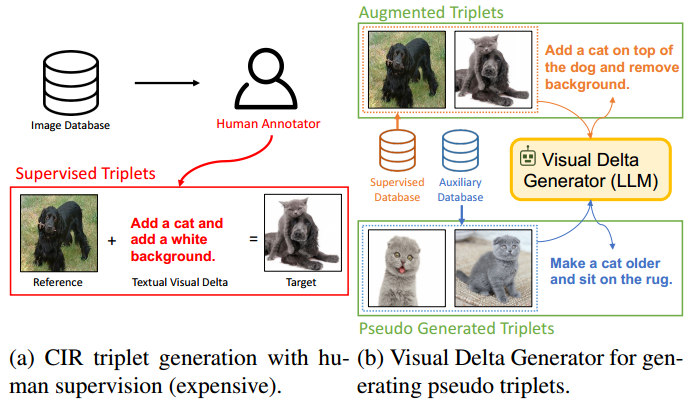 Image Database
Human Annotator
Supervised Triplets
+
Add a cat and
add a white
background.
=
Reference
Textual Visual Delta
Target
(a) CIR triplet generation with hu-
man supervision (expensive).
Augmented Triplets
Add a cat on top of
the dog and remove
background.
Supervised
Database
Auxiliary
Database
Visual Delta
Generator (LLM)
Make a cat older
and sit on the rug.
Pseudo Generated Triplets
(b) Visual Delta Generator for gen-
erating pseudo triplets.